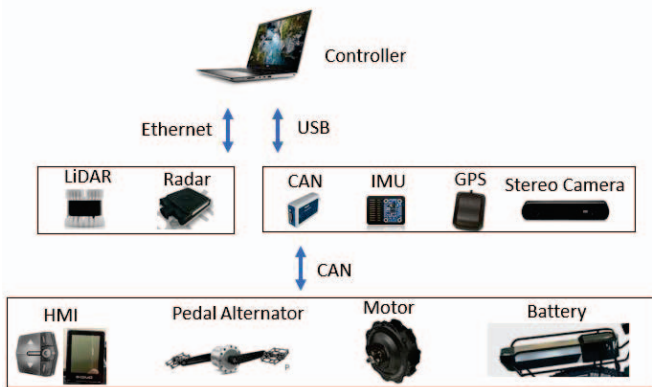 Controller
Ethernet
USB
LiDAR
Radar
CAN
IMU
GPS
Stereo Camera
CAN
HMI
Pedal Alternator
Motor
Battery